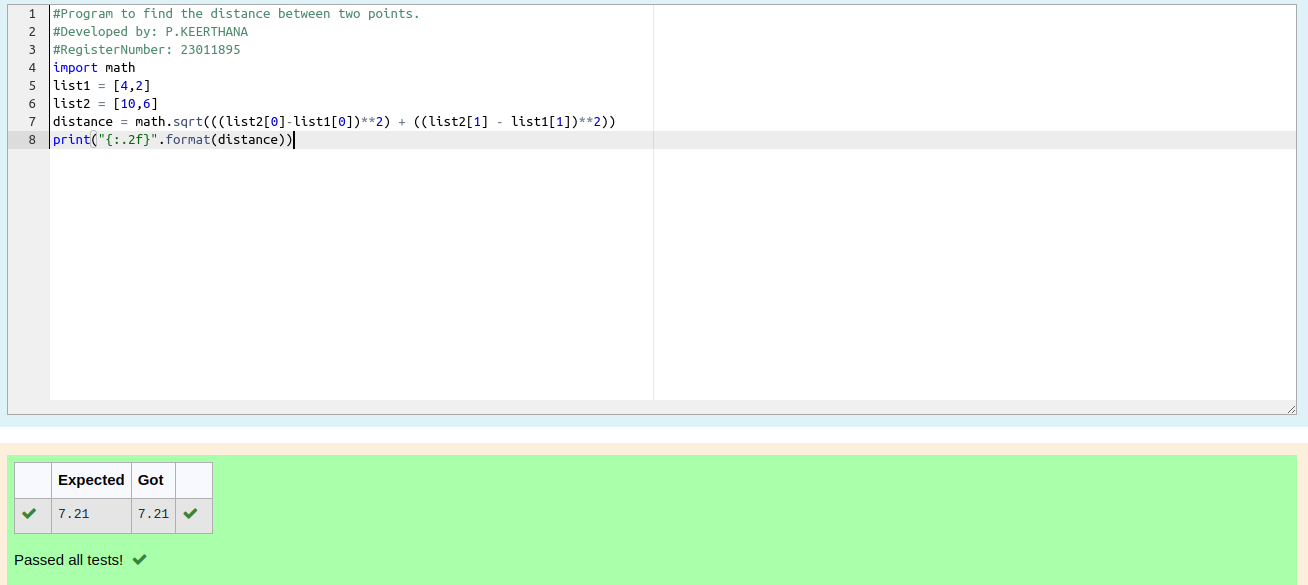 1 #Program to find the distance between two points.
2 #Developed by: P.KEERTHANA
3 #RegisterNumber: 23011895
4 import math
5 list1 = [4,2]
6 list2 = [10,6]
7 distance = math.sqrt(((list2[0]-list1[0])**2) + ((list2[1] - list1[1])**2))
8 print("{:.2f}".format(distance))
Expected Got
7.21 7.21
Passed all tests!